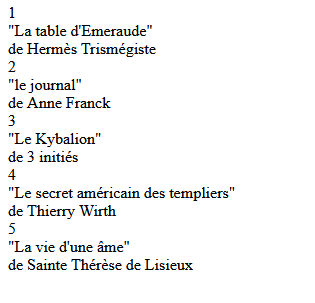 1
"La table d'Emeraude"
de Hermès Trismégiste
2
"le journal"
de Anne Franck
3
"Le Kybalion"
de 3 initiés
4
"Le secret américain des templiers"
de Thierry Wirth
5
"La vie d'une âme"
de Sainte Thérèse de Lisieux